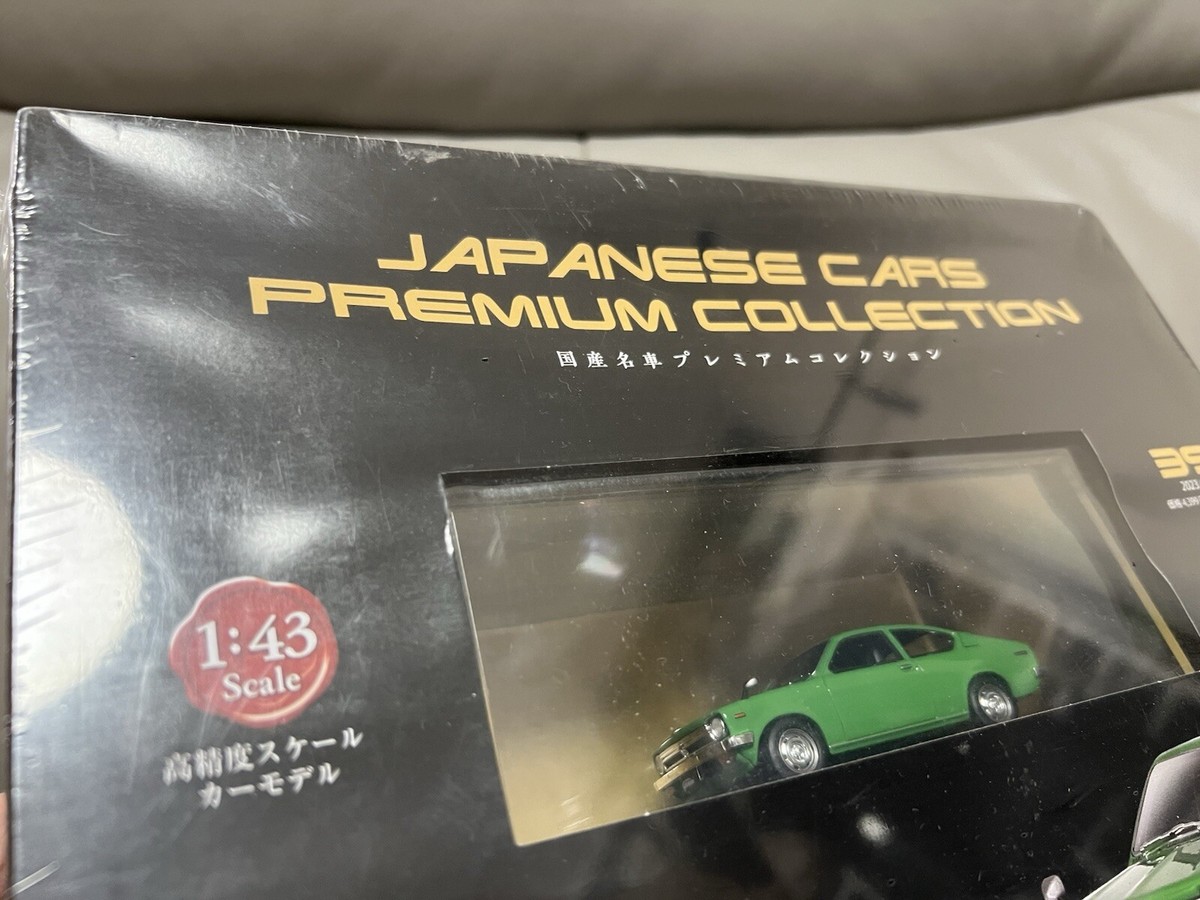 JAPANESE CARS
PREMIUM COLLECTION
国産名車プレミアムコレクション
1:43
Scale
高精度スケール
カーモデル
2023